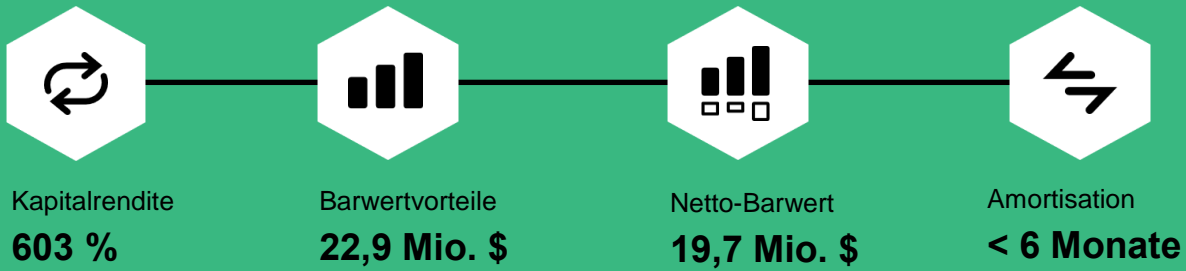 Kapitalrendite
603 %
Barwertvorteile
22,9 Mio. $
Netto-Barwert
19,7 Mio. $
Amortisation
< 6 Monate